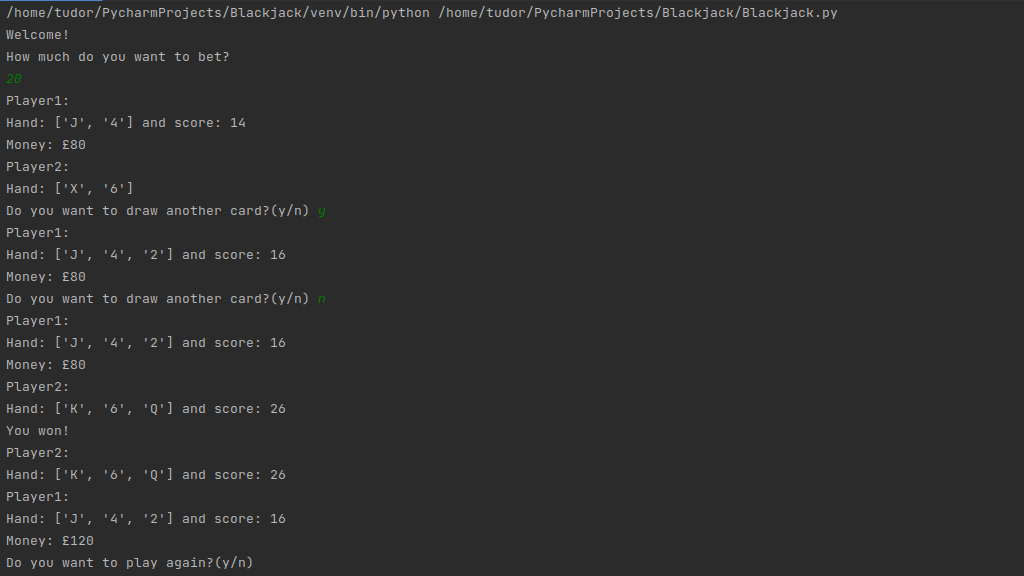 /home/tudor/PycharmProjects/Blackjack/venv/bin/python /home/tudor/PycharmProjects/Blackjack/Blackjack.py
Welcome!
How much do you want to bet?
20
Player1:
Hand: ['J', '4'] and score: 14
Money: £80
Player2:
Hand: ['X', '6']
Do you want to draw another card?(y/n) y
Player1:
Hand: ['J', '4', '2'] and score: 16
Money: £80
Do you want to draw another card?(y/n) n
Player1:
Hand: ['J', '4', '2'] and score: 16
Money: £80
Player2:
Hand: ['K', '6', 'Q'] and score: 26
You won!
Player2:
Hand: ['K', '6', 'Q'] and score: 26
Player1:
Hand: ['J', '4', '2'] and score: 16
Money: £120
Do you want to play again?(y/n)